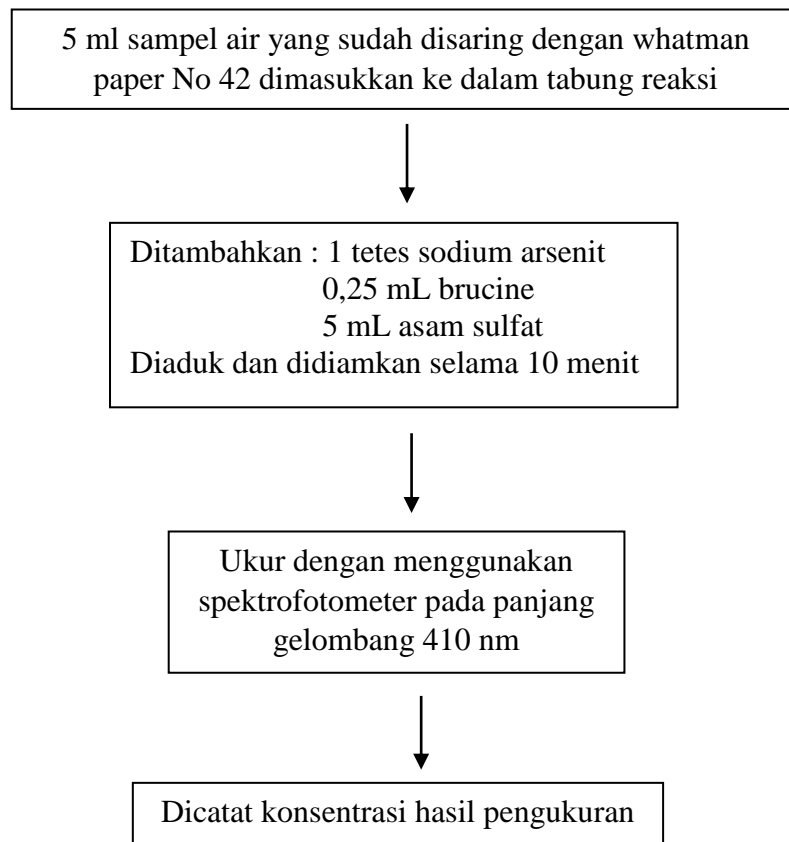 5 ml sampel air yang sudah disaring dengan whatman
paper No 42 dimasukkan ke dalam tabung reaksi
Ditambahkan : 1 tetes sodium arsenit
0,25 mL brucine
5 mL asam sulfat
Diaduk dan didiamkan selama 10 menit
Ukur dengan menggunakan
spektrofotometer pada panjang
gelombang 410 nm
Dicatat konsentrasi hasil pengukuran